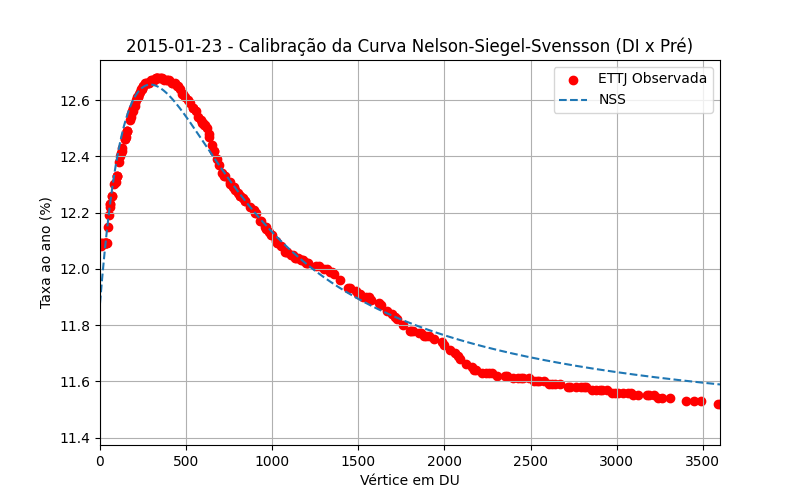 2015-01-23 - Calibração da Curva Nelson-Siegel-Svensson (DI x Pré)
ETTJ Observada
NSS
Taxa ao ano (%)
12.6
12.4
12.2
12.0
11.8
11.6
11.4
0 500 1000 1500 2000 2500 3000 3500
Vértice em DU